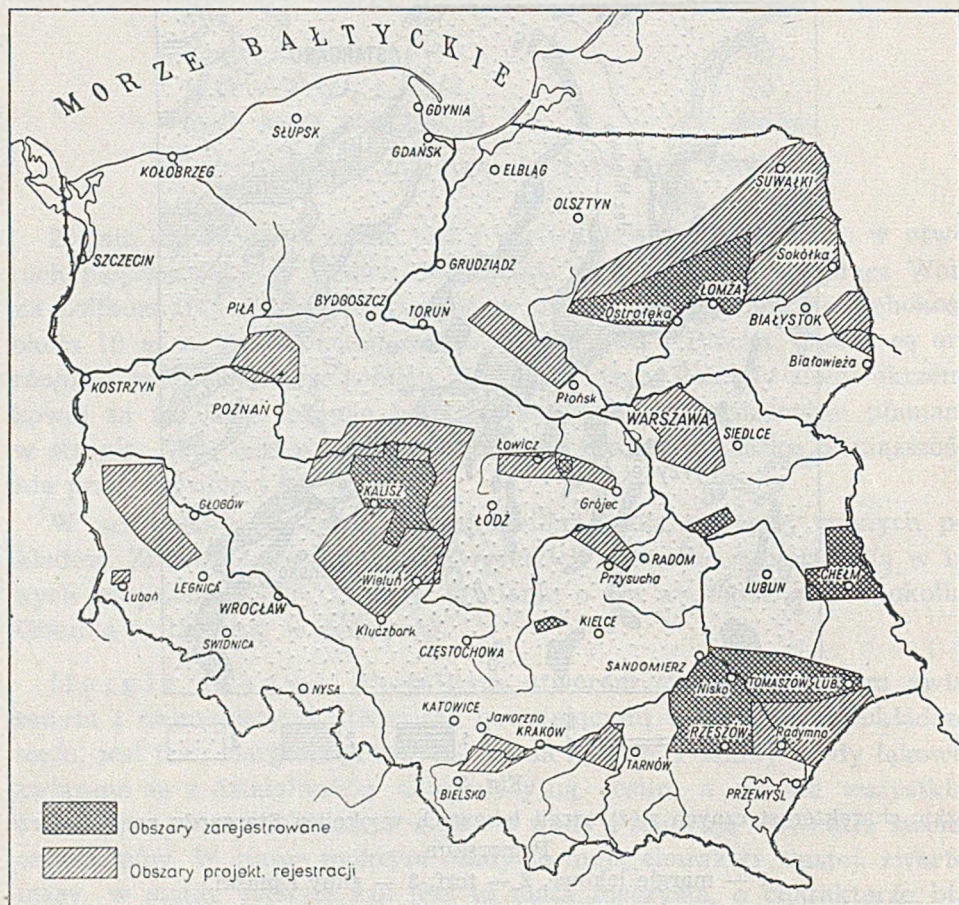 MORZE BAŁTYCKIE
GDYNIA
SŁUPSK
GDAŃSK
KOŁOBRZEG
ELBLĄG
SUWAŁKI
OLSZTYN
SZCZECIN
GRUDZIĄDZ
Sokółka
ŁOMŻA
PIŁA
BYDGOSZCZ
TORUŃ
Ostrołęka
BIAŁYSTOK
Białowieża
KOSTRZYN
Płońsk
POZNAŃ
WARSZAWA
SIEDLCE
Łowicz
KALISZ
ŁÓDŹ
Grójec
GŁOGÓW
RADOM
Przysucha
LUBLIN
CHEŁM
Lubań
LEGNICA
Wieluń
WROCŁAW
Kluczbork
KIELCE
ŚWIDNICA
CZĘSTOCHOWA
SANDOMIERZ
NYSA
Nisko
TOMASZÓW LUB.
KATOWICE
Jaworzno
KRAKÓW
RZESZÓW
Radymno
BIELSKO
TARNÓW
PRZEMYŚL
Obszary zarejestrowane
Obszary projekt. rejestracji